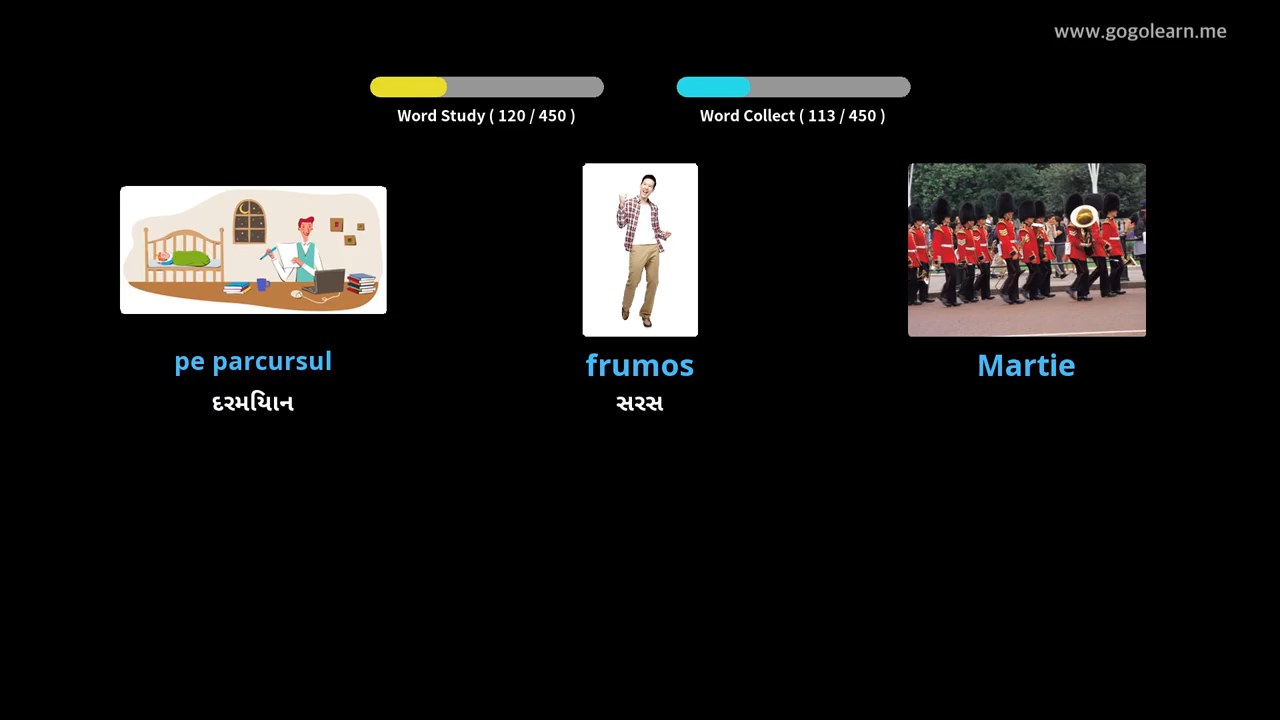 www.gogolearn.me
Word Study ( 120 / 450 )
Word Collect ( 113 / 450 )
pe parcursul
frumos
Martie
દરમિયાન
સરસ